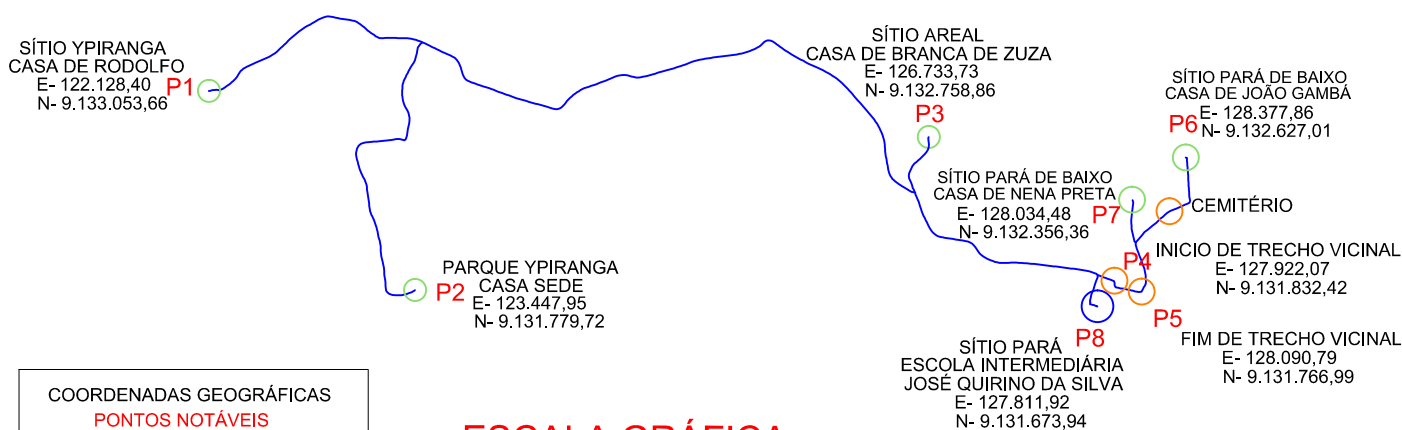 SÍTIO YPIRANGA
CASA DE RODOLFO
E- 122.128,40
N- 9.133.053,66
P1
SÍTIO AREAL
CASA DE BRANCA DE ZUZA
E- 126.733,73
N- 9.132.758,86
P3
SÍTIO PARÁ DE BAIXO
CASA DE JOÃO GAMBÁ
E- 128.377,86
N- 9.132.627,01
P6
SÍTIO PARÁ DE BAIXO
CASA DE NENA PRETA
E- 128.034,48
N- 9.132.356,36
P7
CEMITÉRIO
P4
INICIO DE TRECHO VICINAL
E- 127.922,07
N- 9.131.832,42
P2
PARQUE YPIRANGA
CASA SEDE
E- 123.447,95
N- 9.131.779,72
P5
FIM DE TRECHO VICINAL
E- 128.090,79
N- 9.131.766,99
P8
SÍTIO PARÁ
ESCOLA INTERMEDIÁRIA
JOSÉ QUIRINO DA SILVA
E- 127.811,92
N- 9.131.673,94
COORDENADAS GEOGRÁFICAS
PONTOS NOTÁVEIS
ESCALA GRÁFICA